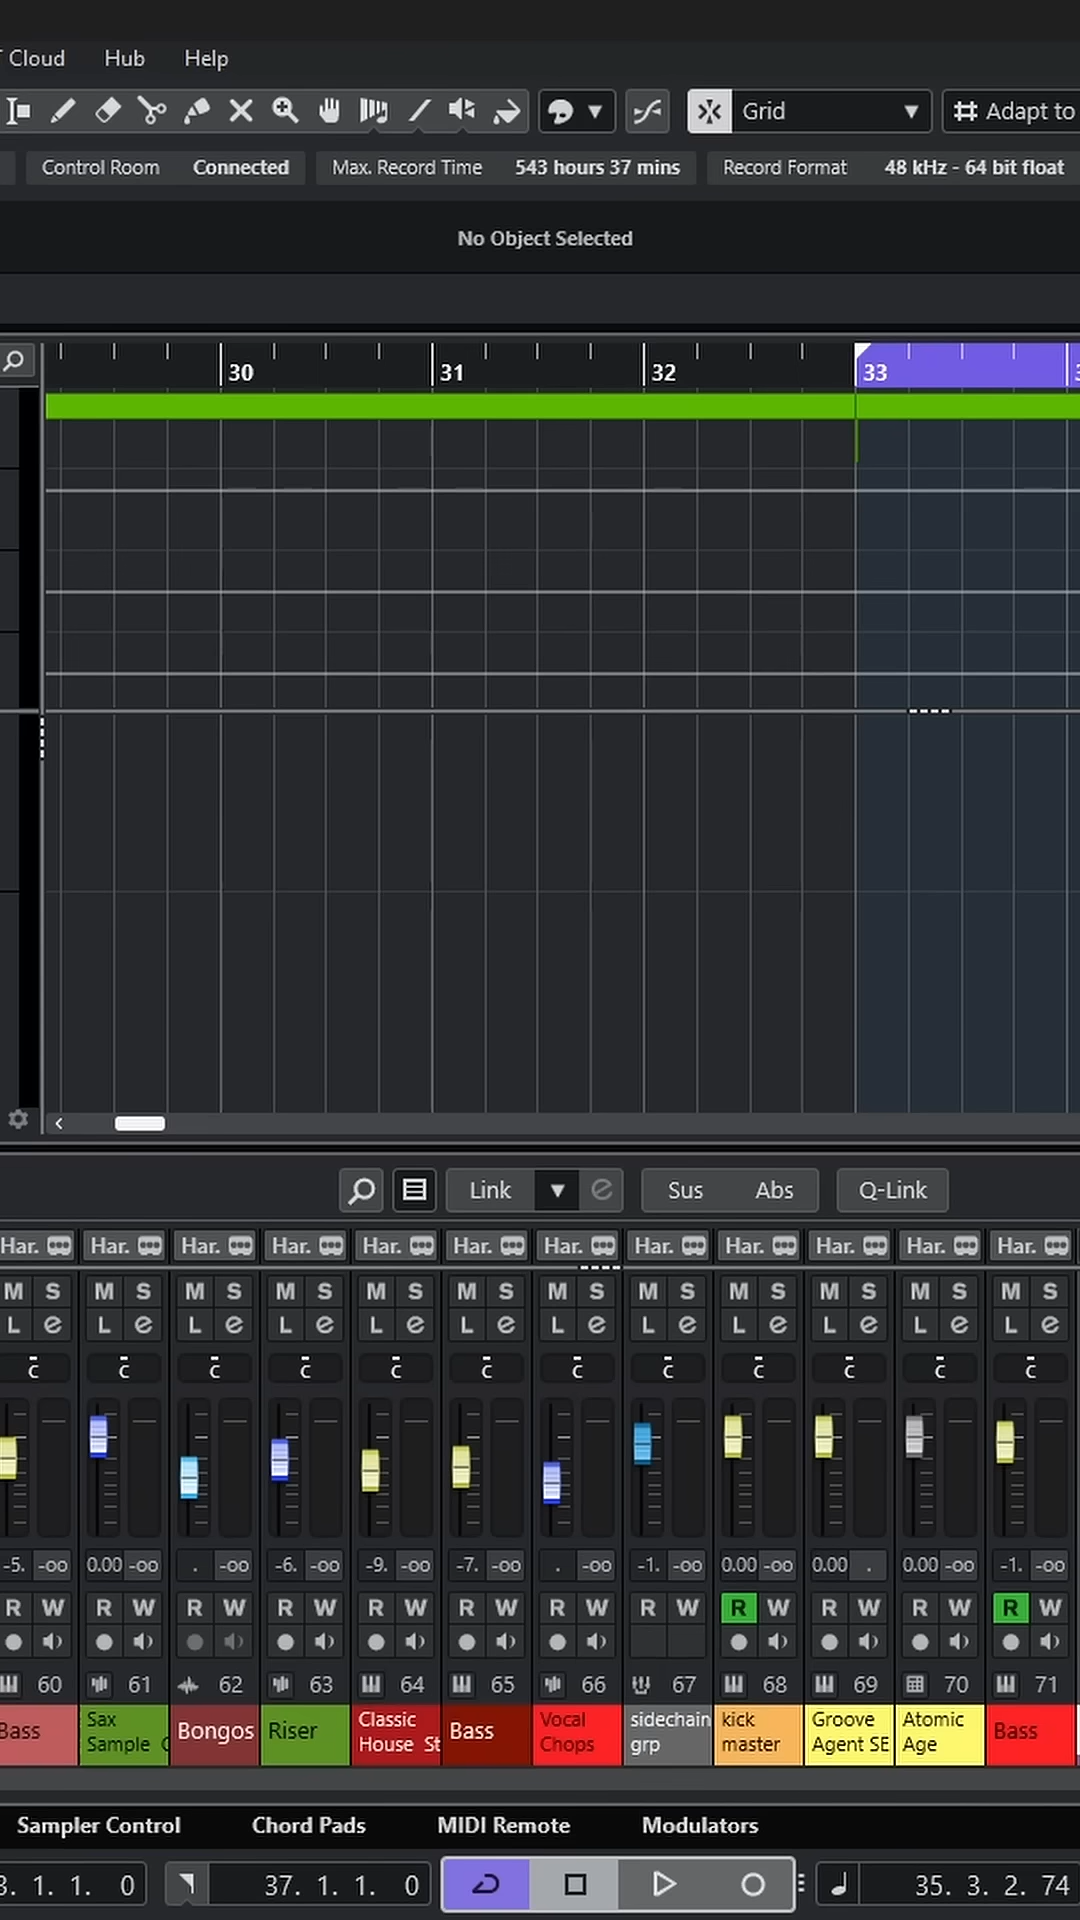 Cloud Hub Help
Grid Adapt to
Control Room Connected Max. Record Time 543 hours 37 mins Record Format 48 kHz - 64 bit float
No Object Selected
30 31 32 33
Link Sus Abs Q-Link
Har. Har. Har. Har. Har. Har. Har. Har. Har. Har. Har. Har.
M S M S M S M S M S M S M S M S M S M S M S M S
L e L e L e L e L e L e L e L e L e L e L e L e
C C C C C C C C C C C C
-5. -oo 0.00 -oo . -oo -6. -oo -9. -oo -7. -oo . -oo -1. -oo 0.00 -oo 0.00 . 0.00 -oo -1. -oo
R W R W R W R W R W R W R W R W R W R W R W R W
60 61 62 63 64 65 66 67 68 69 70 71
Bass Sax Bongos Riser Classic Bass Vocal sidechain kick Groove Atomic Bass
Sample House St Chops grp master Agent SE Age
Sampler Control Chord Pads MIDI Remote Modulators
3. 1. 1. 0 37. 1. 1. 0 35. 3. 2. 74